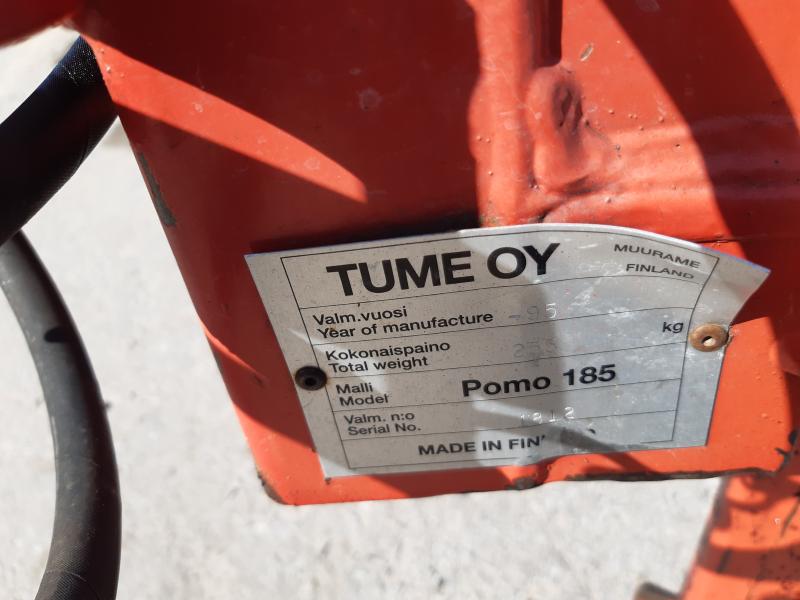 TUME OY
MUURAME
FINLAND
Valm.vuosi
Year of manufacture -95
Kokonaispaino
Total weight kg
Malli
Model Pomo 185
Valm. n:o
Serial No.
MADE IN